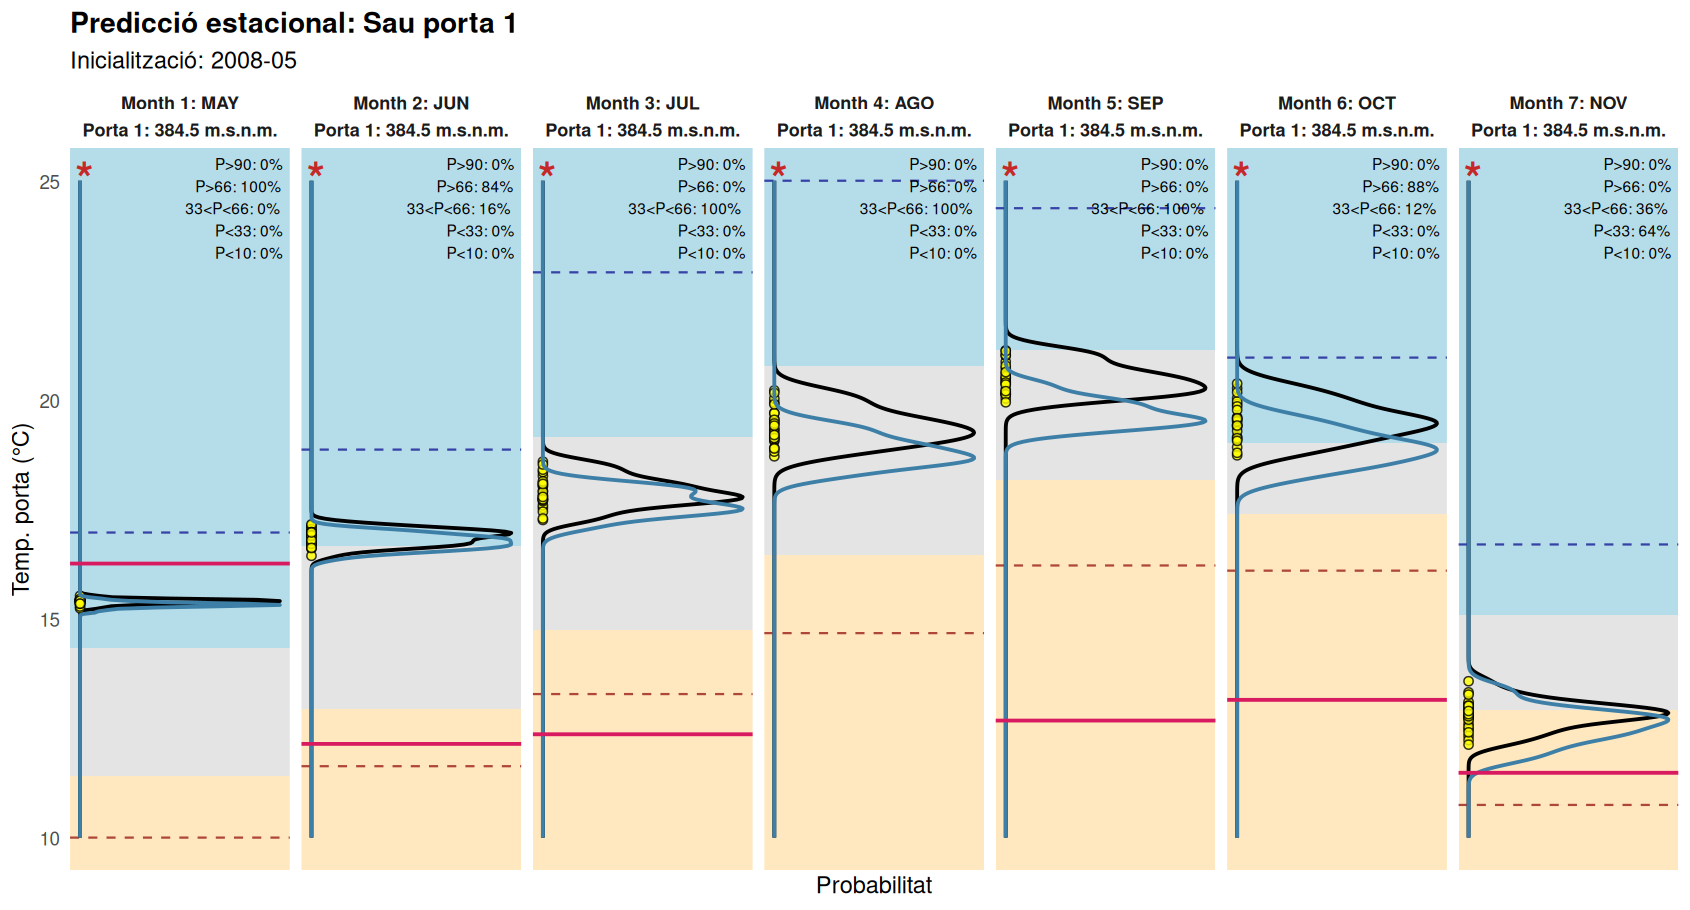 Predicció estacional: Sau porta 1
Inicialització: 2008-05
Month 1: MAY
Porta 1: 384.5 m.s.n.m.
Month 2: JUN
Porta 1: 384.5 m.s.n.m.
Month 3: JUL
Porta 1: 384.5 m.s.n.m.
Month 4: AGO
Porta 1: 384.5 m.s.n.m.
Month 5: SEP
Porta 1: 384.5 m.s.n.m.
Month 6: OCT
Porta 1: 384.5 m.s.n.m.
Month 7: NOV
Porta 1: 384.5 m.s.n.m.
*
P>90: 0%
P>66: 100%
33<P<66: 0%
P<33: 0%
P<10: 0%
*
P>90: 0%
P>66: 84%
33<P<66: 16%
P<33: 0%
P<10: 0%
*
P>90: 0%
P>66: 0%
33<P<66: 100%
P<33: 0%
P<10: 0%
*
P>90: 0%
P>66: 0%
33<P<66: 100%
P<33: 0%
P<10: 0%
*
P>90: 0%
P>66: 0%
33<P<66: 100%
P<33: 0%
P<10: 0%
*
P>90: 0%
P>66: 88%
33<P<66: 12%
P<33: 0%
P<10: 0%
*
P>90: 0%
P>66: 0%
33<P<66: 36%
P<33: 64%
P<10: 0%
25
20
15
10
Temp. porta (°C)
Probabilitat